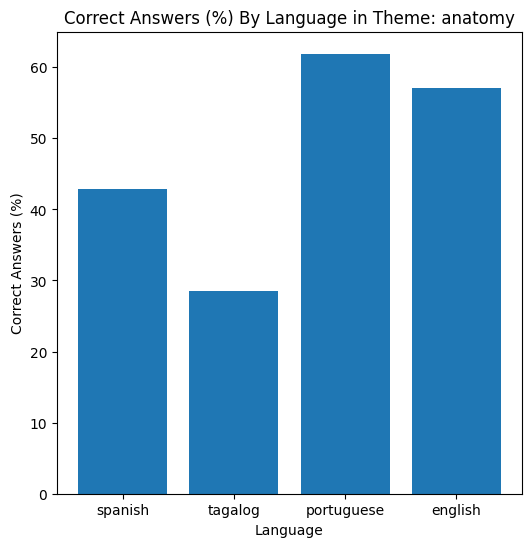 Correct Answers (%) By Language in Theme: anatomy
Correct Answers (%)
60
50
40
30
20
10
0
spanish tagalog portuguese english
Language